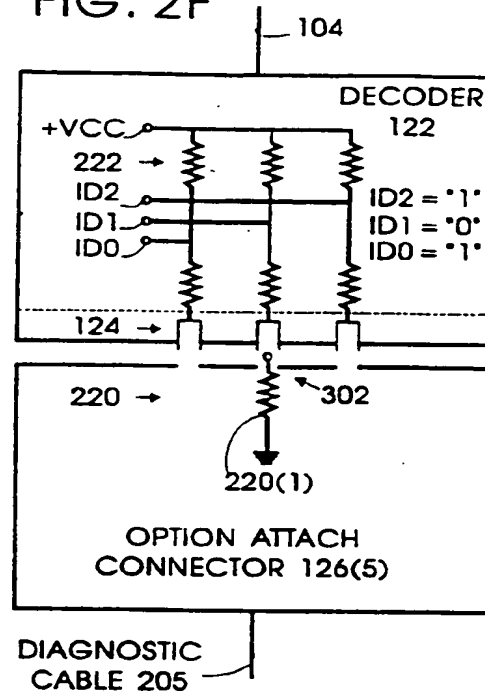 FIG. 2F
104
DECODER
122
+VCC
222
ID2
ID1
ID0
ID2 = "1"
ID1 = "0"
ID0 = "1"
124
220
302
220(1)
OPTION ATTACH
CONNECTOR 126(5)
DIAGNOSTIC
CABLE 205